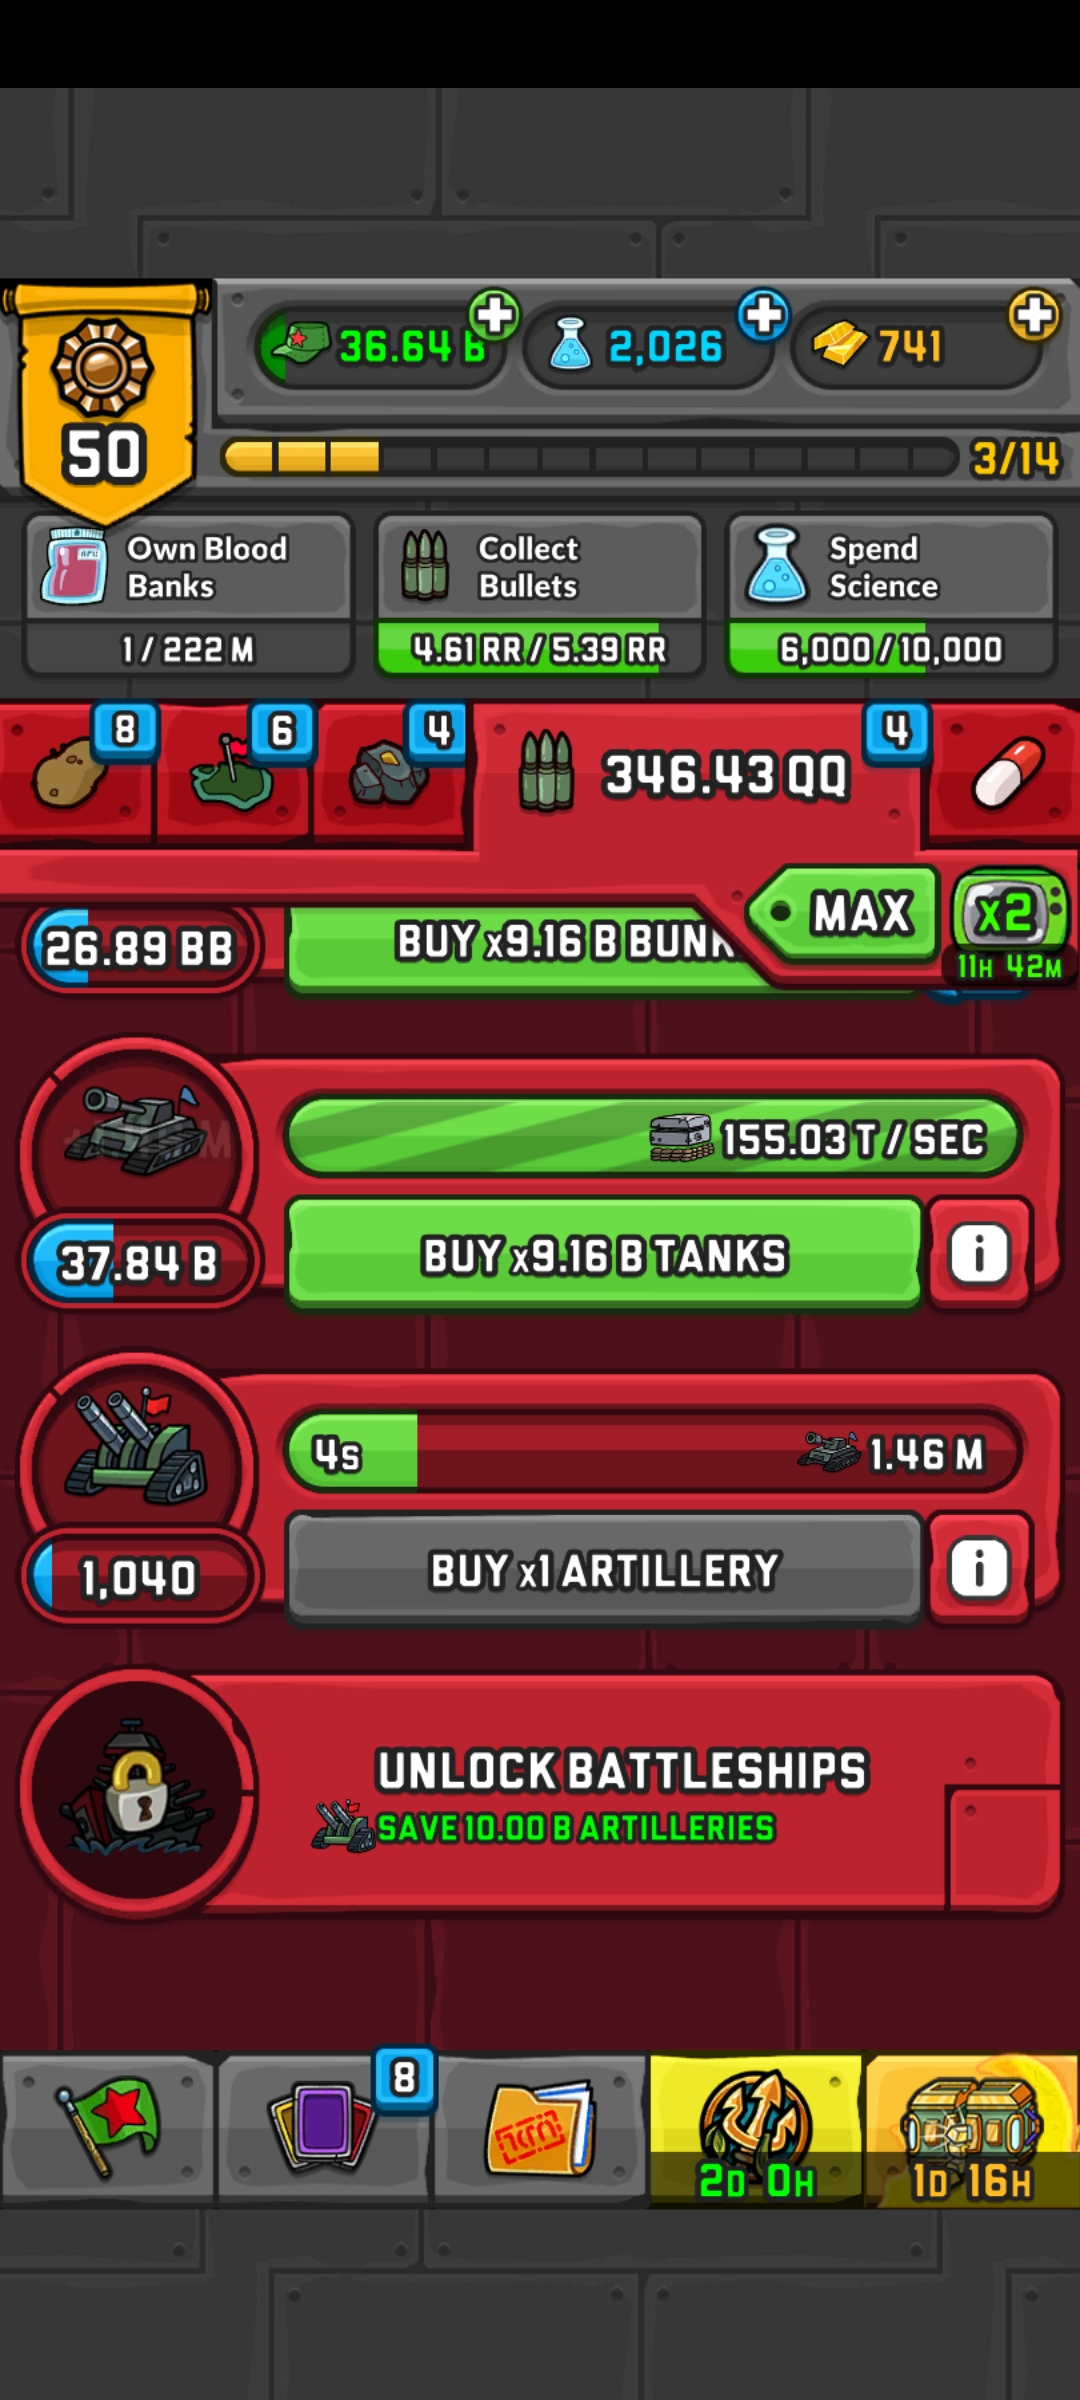 36.64 B
2,026
741
50
3/14
Own Blood
Banks
1 / 222 M
Collect
Bullets
4.61 RR / 5.39 RR
Spend
Science
6,000 / 10,000
8
6
4
346.43 QQ
4
MAX
x2
11H 42M
26.89 BB
BUY x9.16 B
155.03 T / SEC
37.84 B
BUY x9.16 B TANKS
i
4s
1.46 M
1,040
BUY x1 ARTILLERY
i
UNLOCK BATTLESHIPS
SAVE 10.00 B ARTILLERIES
8
2D 0H
1D 16H